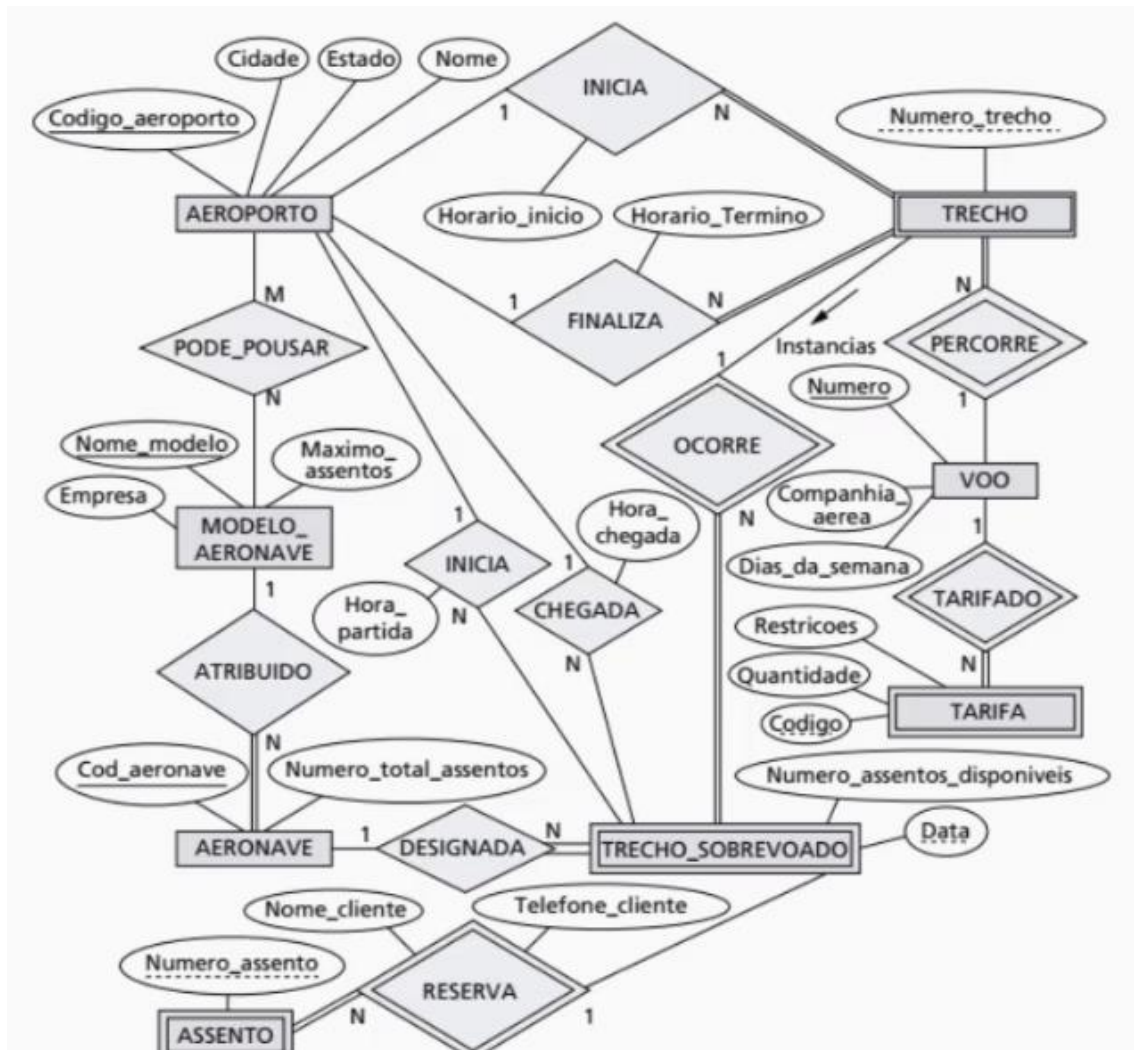 Cidade
Estado
Nome
Codigo_aeroporto
INICIA
1
N
Numero_trecho
AEROPORTO
Horario_inicio
Horario_Termino
TRECHO
M
1
FINALIZA
N
N
PODE_POUSAR
Instancias
PERCORRE
1
N
Numero
1
Nome_modelo
Maximo_
assentos
OCORRE
Empresa
VOO
MODELO_
AERONAVE
1
Hora_
chegada
N
Companhia_
aerea
1
INICIA
1
Dias_da_semana
1
Hora_
partida
N
CHEGADA
TARIFADO
Restricoes
ATRIBUIDO
N
Quantidade
N
Codigo
TARIFA
N
Cod_aeronave
Numero_total_assentos
Numero_assentos_disponiveis
AERONAVE
1
DESIGNADA
N
TRECHO_SOBREVOADO
Data
Nome_cliente
Telefone_cliente
Numero_assento
RESERVA
N
1
ASSENTO